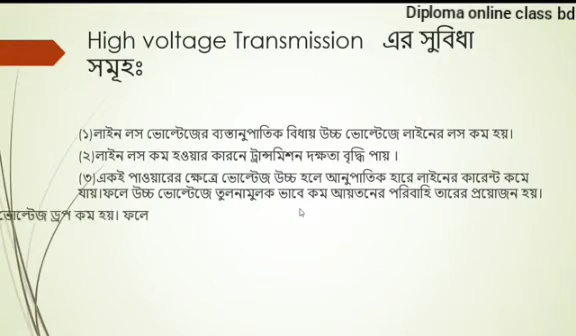 Diploma online class bd
High voltage Transmission এর সুবিধা
সমূহঃ
(১)লাইন লস ভোল্টেজের ব্যস্তানুপাতিক বিধায় উচ্চ ভোল্টেজে লাইনের লস কম হয়।
(২)লাইন লস কম হওয়ার কারনে ট্রান্সমিশন দক্ষতা বৃদ্ধি পায় ।
(৩)একই পাওয়ারের ক্ষেত্রে ভোল্টেজ উচ্চ হলে আনুপাতিক হারে লাইনের কারেন্ট কমে
যায়।ফলে উচ্চ ভোল্টেজে তুলনামুলক ভাবে কম আয়তনের পরিবাহি তারের প্রয়োজন হয়।
ভোল্টেজ ড্রপ কম হয়। ফলে